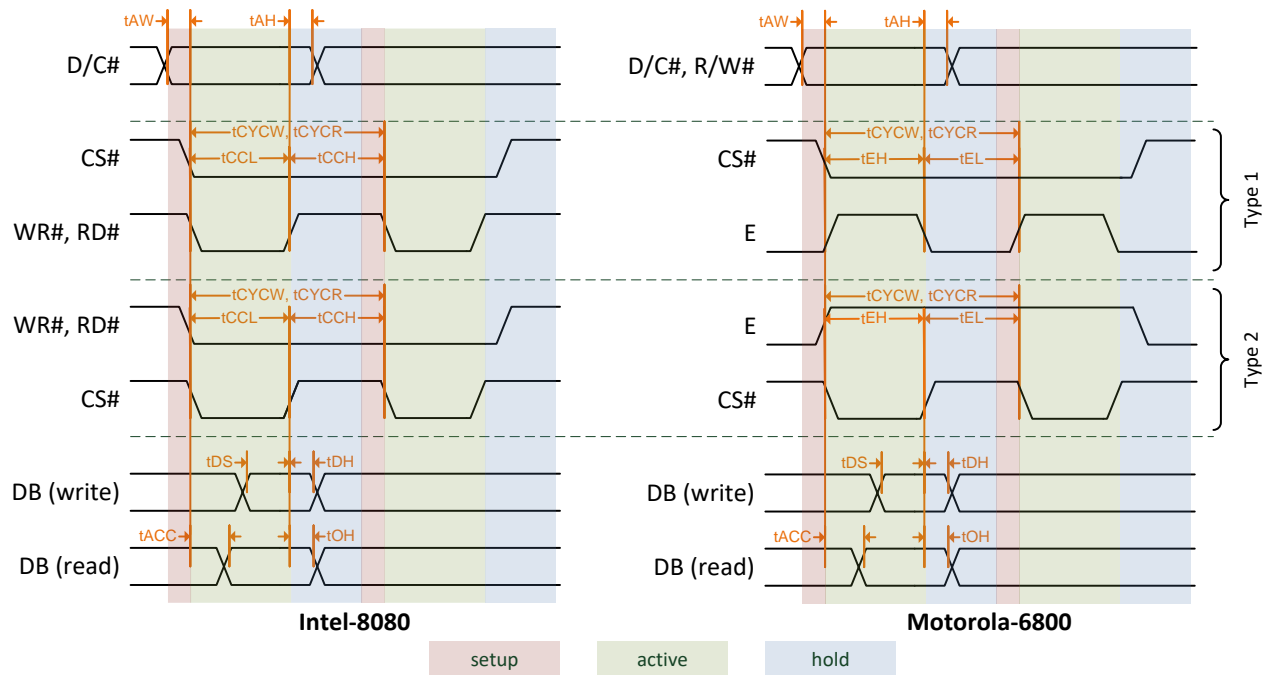 tAW tAH tAW tAH
D/C# D/C#, R/W#
tCYCW, tCYCR tCYCW, tCYCR
CS# tCCL tCCH CS# tEH tEL
Type 1
WR#, RD# E
tCYCW, tCYCR tCYCW, tCYCR
WR#, RD# tCCL tCCH E tEH tEL
Type 2
CS# CS#
tDS tDH tDS tDH
DB (write) DB (write)
tACC tOH tACC tOH
DB (read) DB (read)
Intel-8080 Motorola-6800
setup active hold